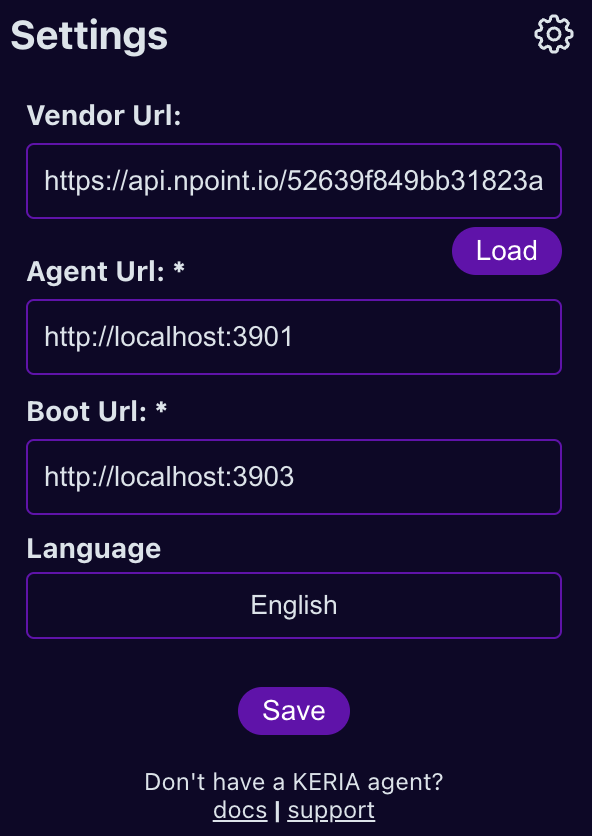 Settings
Vendor Url:
https://api.npoint.io/52639f849bb31823a
Load
Agent Url: *
http://localhost:3901
Boot Url: *
http://localhost:3903
Language
English
Save
Don't have a KERIA agent?
docs | support